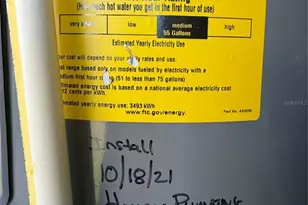 (How much hot water you get in the first hour of use)
very small
low
medium
high
55 Gallons
Estimated Yearly Electricity Use
cost will depend on your rates and use.
cost range based only on models fueled by electricity with a
medium first hour rating (51 to less than 75 gallons)
estimated energy cost is based on a national average electricity cost
12 cents per kWh.
Estimated yearly energy use: 3493 kWh
www.ftc.gov/energy.
Install
10/18/21
Plumbing